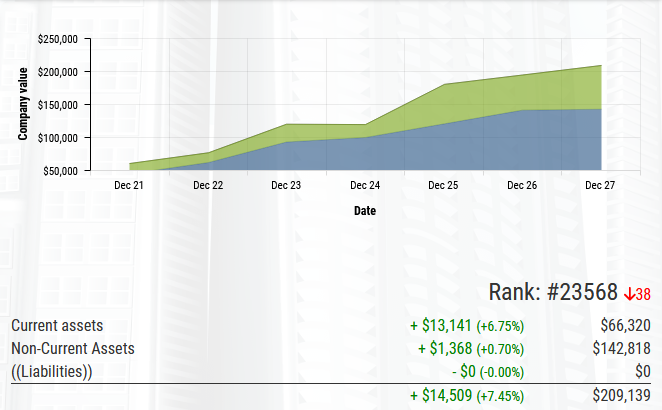 $250,000
$200,000
$150,000
$100,000
$50,000
Company value
Dec 21 Dec 22 Dec 23 Dec 24 Dec 25 Dec 26 Dec 27
Date
Rank: #23568 ↓38
Current assets + $13,141 (+6.75%) $66,320
Non-Current Assets + $1,368 (+0.70%) $142,818
((Liabilities)) - $0 (-0.00%) $0
+ $14,509 (+7.45%) $209,139